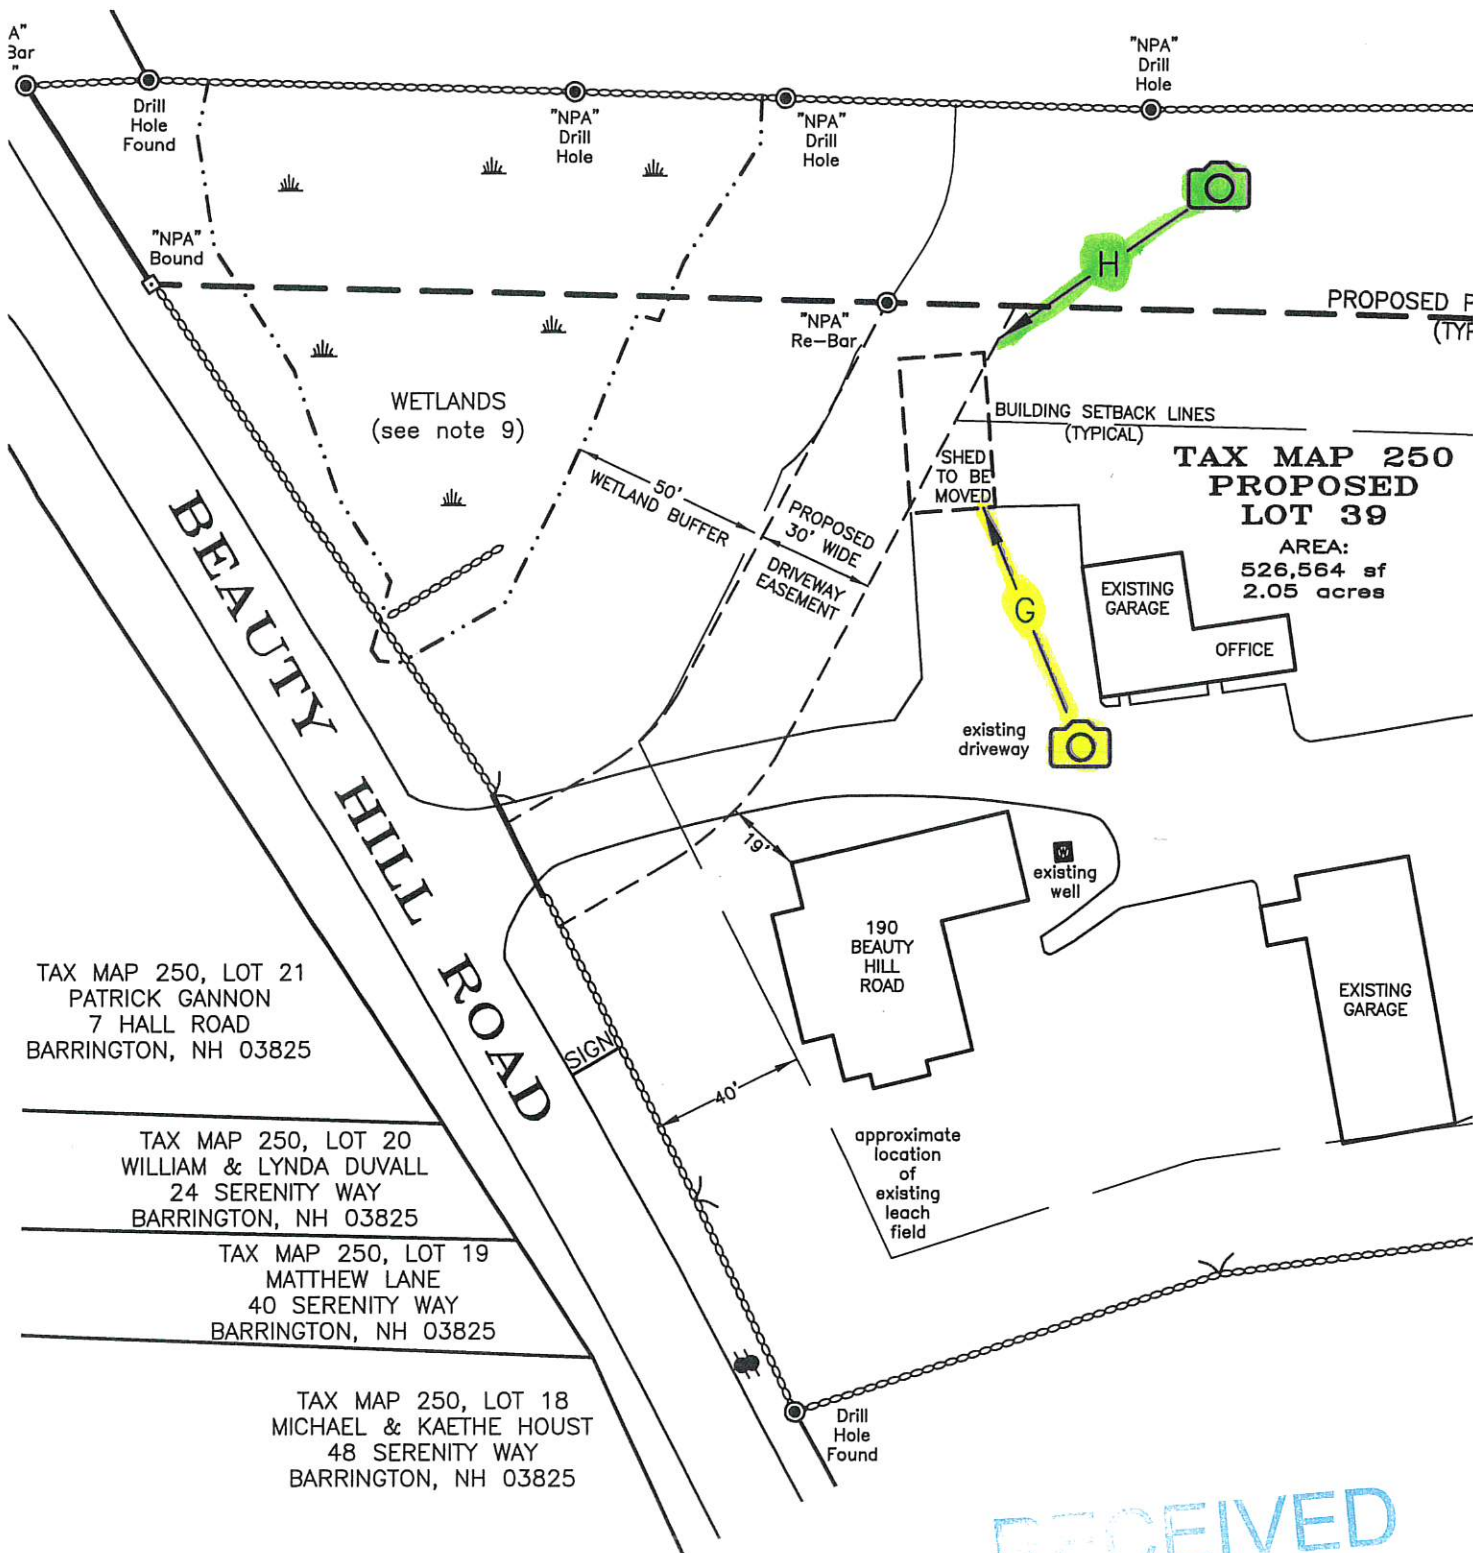 A"
Bar
"
Drill
Hole
Found
"NPA"
Drill
Hole
"NPA"
Drill
Hole
"NPA"
Drill
Hole
"NPA"
Bound
H
"NPA"
Re-Bar
PROPOSED P
(TYP
WETLANDS
(see note 9)
BUILDING SETBACK LINES
(TYPICAL)
TAX MAP 250
PROPOSED
LOT 39
AREA:
526,564 sf
2.05 acres
SHED
TO BE
MOVED
50'
WETLAND BUFFER
PROPOSED
30' WIDE
DRIVEWAY
EASEMENT
G
EXISTING
GARAGE
OFFICE
existing
driveway
BEAUTY HILL ROAD
19'
W
existing
well
190
BEAUTY
HILL
ROAD
EXISTING
GARAGE
TAX MAP 250, LOT 21
PATRICK GANNON
7 HALL ROAD
BARRINGTON, NH 03825
SIGN
40'
TAX MAP 250, LOT 20
WILLIAM & LYNDA DUVALL
24 SERENITY WAY
BARRINGTON, NH 03825
approximate
location
of
existing
leach
field
TAX MAP 250, LOT 19
MATTHEW LANE
40 SERENITY WAY
BARRINGTON, NH 03825
TAX MAP 250, LOT 18
MICHAEL & KAETHE HOUST
48 SERENITY WAY
BARRINGTON, NH 03825
Drill
Hole
Found
RECEIVED